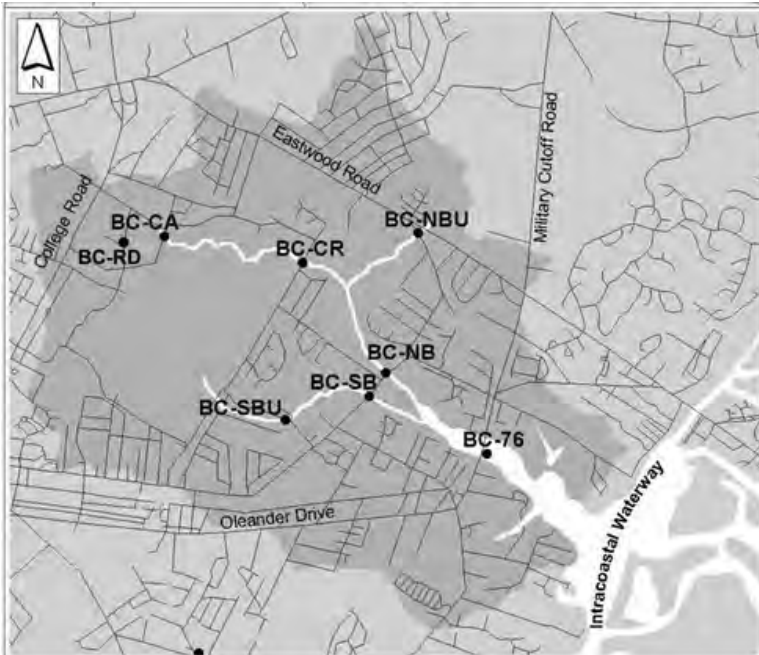 N
Eastwood Road
Military Cutoff Road
College Road
BC-CA
BC-NBU
BC-RD
BC-CR
BC-NB
BC-SB
BC-SBU
BC-76
Oleander Drive
Intracoastal Waterway